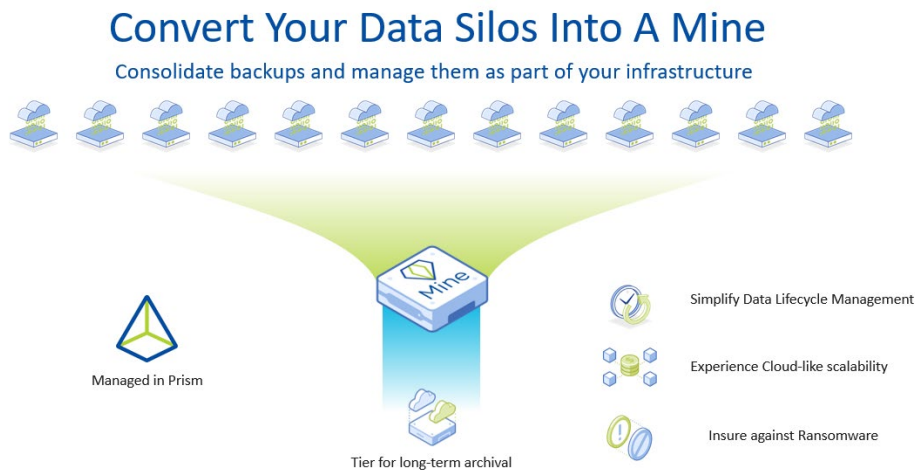 Convert Your Data Silos Into A Mine
Consolidate backups and manage them as part of your infrastructure
Mine
Simplify Data Lifecycle Management
Managed in Prism
Experience Cloud-like scalability
Insure against Ransomware
Tier for long-term archival